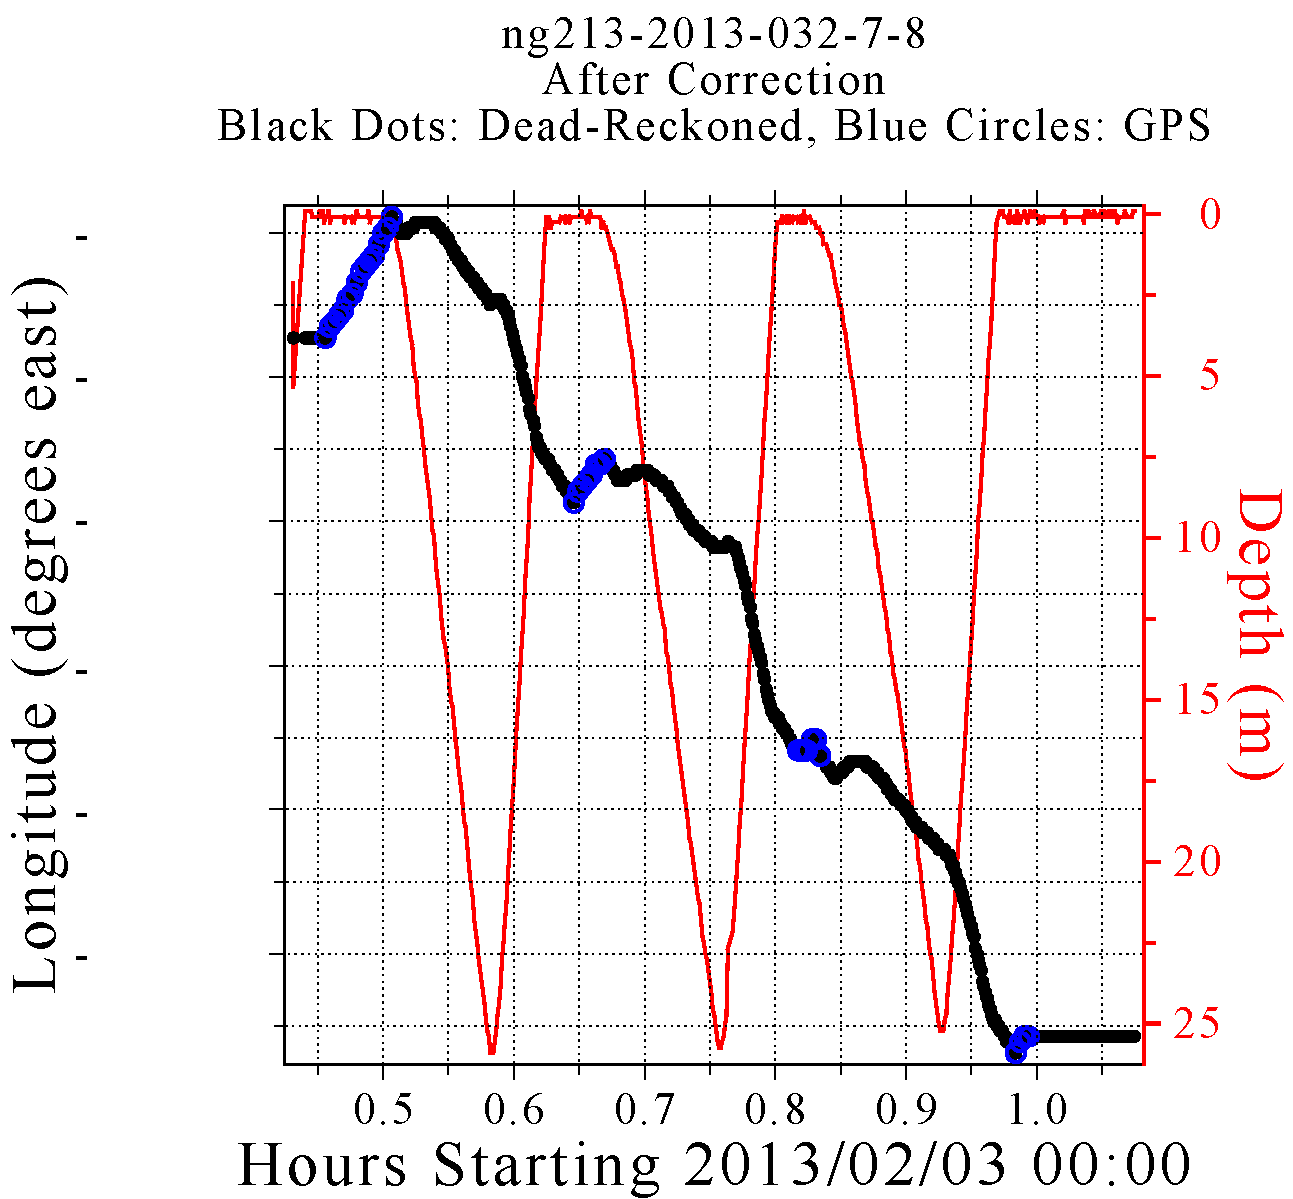 ng213-2013-032-7-8
After Correction
Black Dots: Dead-Reckoned, Blue Circles: GPS
Longitude (degrees east)
-
-
-
-
-
-
0
5
10
15
20
25
Depth (m)
0.5 0.6 0.7 0.8 0.9 1.0
Hours Starting 2013/02/03 00:00